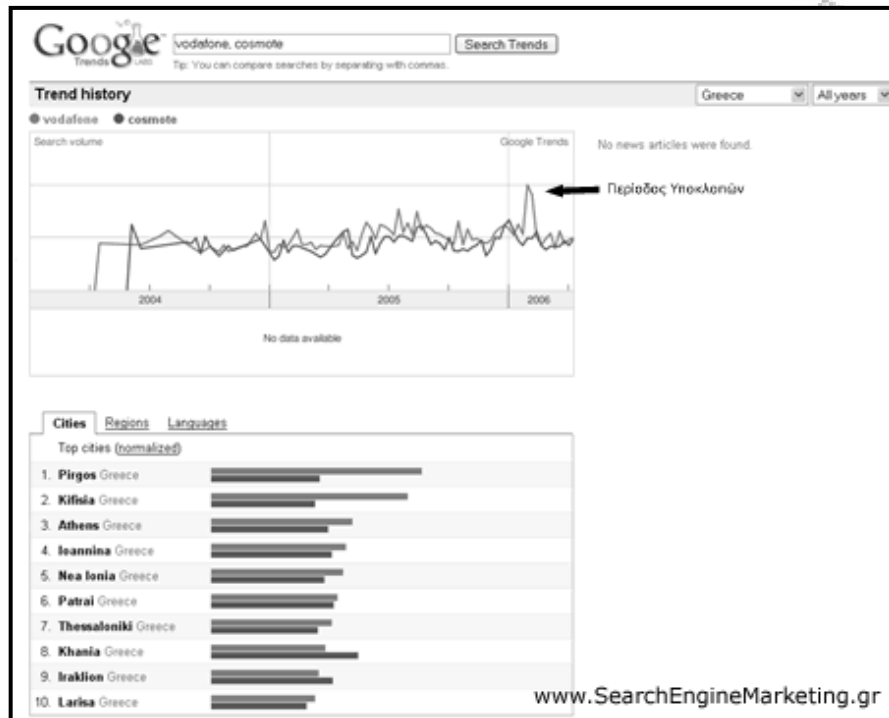 Google
Trends LABS
vodafone, cosmote
Search Trends
Tip: You can compare searches by separating with commas.
Trend history
Greece
All years
vodafone cosmote
Search volume
Google Trends
No news articles were found.
Περίοδος Υποκλοπών
2004 2005 2006
No data available
Cities Regions Languages
Top cities (normalized)
1. Pirgos Greece
2. Kifisia Greece
3. Athens Greece
4. Ioannina Greece
5. Nea Ionia Greece
6. Patrai Greece
7. Thessaloniki Greece
8. Khania Greece
9. Iraklion Greece
10. Larisa Greece
www.SearchEngineMarketing.gr